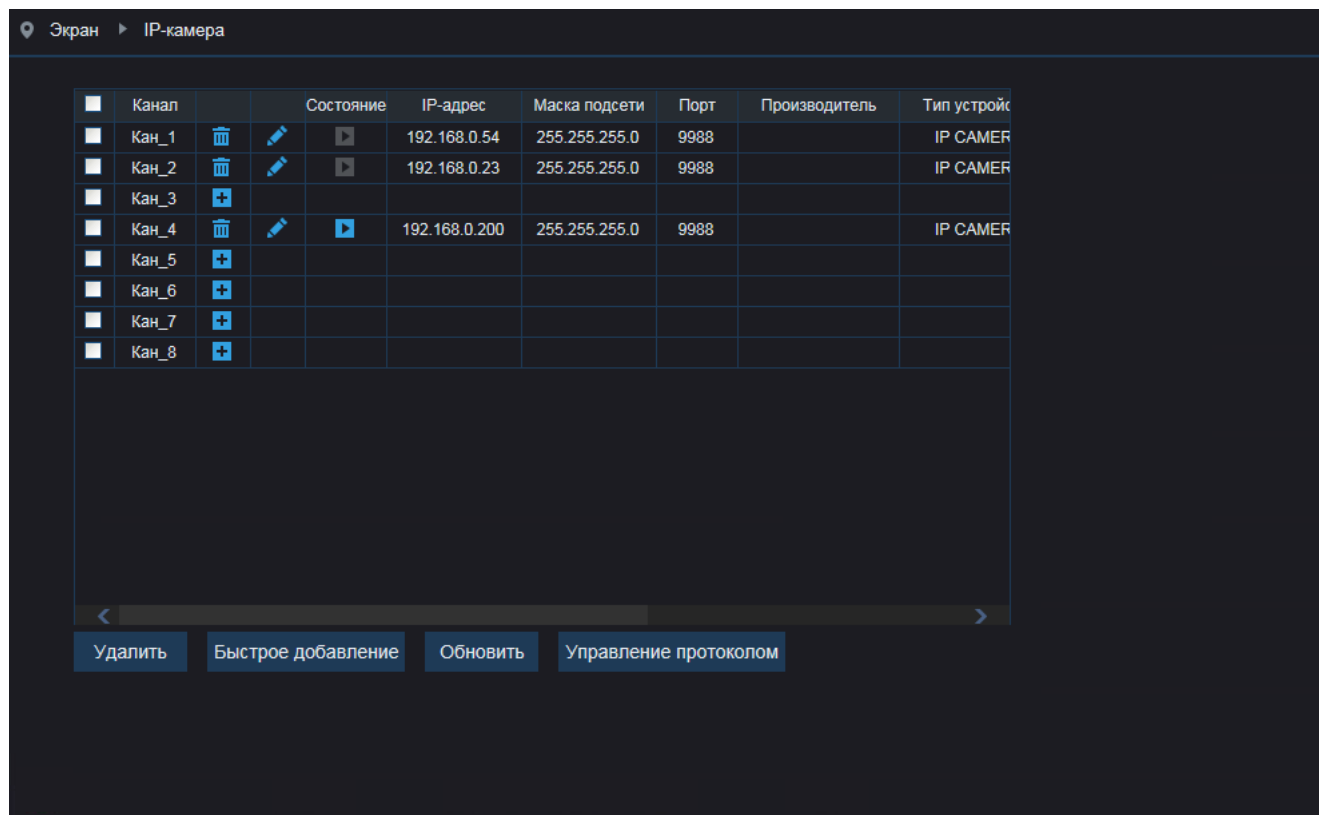 Экран IP-камера
Канал Состояние IP-адрес Маска подсети Порт Производитель Тип устройс
Кан_1 192.168.0.54 255.255.255.0 9988 IP CAMER
Кан_2 192.168.0.23 255.255.255.0 9988 IP CAMER
Кан_3
Кан_4 192.168.0.200 255.255.255.0 9988 IP CAMER
Кан_5
Кан_6
Кан_7
Кан_8
Удалить Быстрое добавление Обновить Управление протоколом